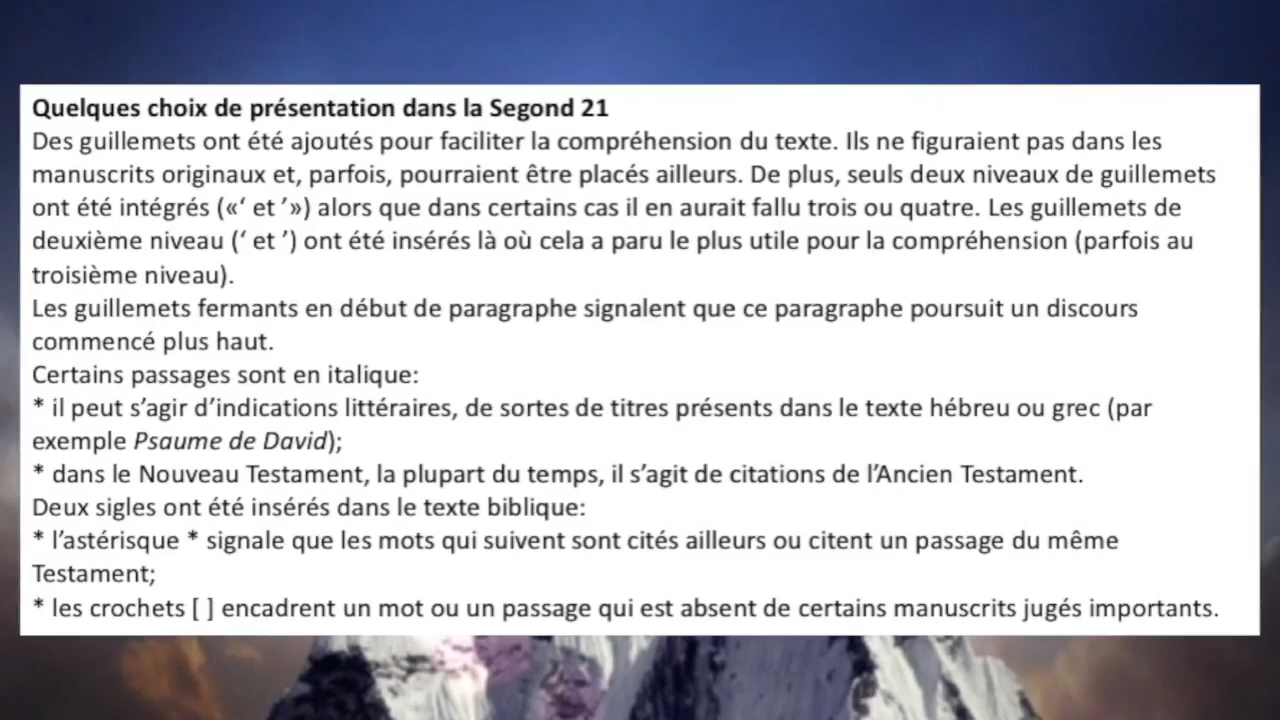 Quelques choix de présentation dans la Segond 21
Des guillemets ont été ajoutés pour faciliter la compréhension du texte. Ils ne figuraient pas dans les
manuscrits originaux et, parfois, pourraient être placés ailleurs. De plus, seuls deux niveaux de guillemets
ont été intégrés («‘ et ’») alors que dans certains cas il en aurait fallu trois ou quatre. Les guillemets de
deuxième niveau (‘ et ’) ont été insérés là où cela a paru le plus utile pour la compréhension (parfois au
troisième niveau).
Les guillemets fermants en début de paragraphe signalent que ce paragraphe poursuit un discours
commencé plus haut.
Certains passages sont en italique:
* il peut s’agir d’indications littéraires, de sortes de titres présents dans le texte hébreu ou grec (par
exemple Psaume de David);
* dans le Nouveau Testament, la plupart du temps, il s’agit de citations de l’Ancien Testament.
Deux sigles ont été insérés dans le texte biblique:
* l’astérisque * signale que les mots qui suivent sont cités ailleurs ou citent un passage du même
Testament;
* les crochets [ ] encadrent un mot ou un passage qui est absent de certains manuscrits jugés importants.